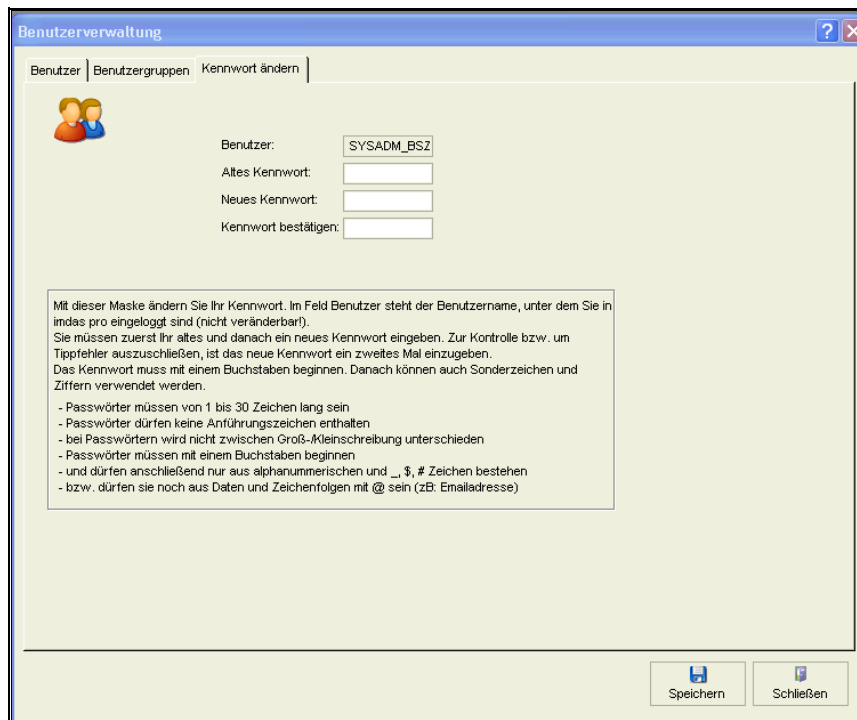 Benutzerverwaltung
Benutzer Benutzergruppen Kennwort ändern
Benutzer: SYSADM_BSZ
Altes Kennwort:
Neues Kennwort:
Kennwort bestätigen:
Mit dieser Maske ändern Sie Ihr Kennwort. Im Feld Benutzer steht der Benutzername, unter dem Sie in
imdas pro eingeloggt sind (nicht veränderbar!).
Sie müssen zuerst Ihr altes und danach ein neues Kennwort eingeben. Zur Kontrolle bzw. um
Tippfehler auszuschließen, ist das neue Kennwort ein zweites Mal einzugeben.
Das Kennwort muss mit einem Buchstaben beginnen. Danach können auch Sonderzeichen und
Ziffern verwendet werden.
- Passwörter müssen von 1 bis 30 Zeichen lang sein
- Passwörter dürfen keine Anführungszeichen enthalten
- bei Passwörtern wird nicht zwischen Groß-/Kleinschreibung unterschieden
- Passwörter müssen mit einem Buchstaben beginnen
- und dürfen anschließend nur aus alphanummerischen und _, $, # Zeichen bestehen
- bzw. dürfen sie noch aus Daten und Zeichenfolgen mit @ sein (zB: Emailadresse)
Speichern Schließen